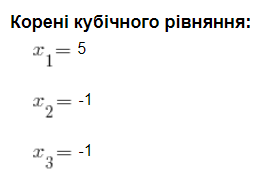 Корені кубічного рівняння:
x₁= 5
x₂= -1
x₃= -1